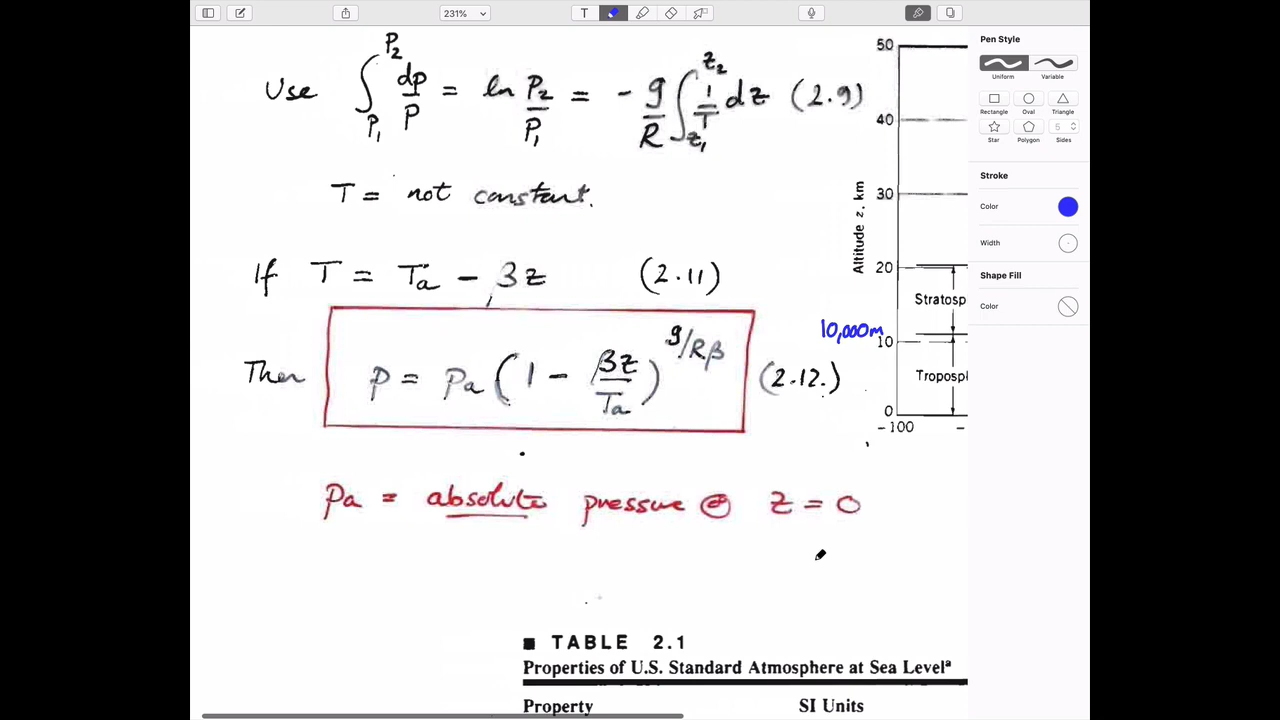 231%
T
Use ∫_{P1}^{P2} dp/P = ln P2/P1 = - g/R ∫_{z1}^{z2} 1/T dz (2.9)
T = not constant.
If T = Ta - βz (2.11)
Then p = pa (1 - βz/Ta)^{g/Rβ} (2.12.)
pa = absolute pressure @ z = 0
■ TABLE 2.1
Properties of U.S. Standard Atmosphere at Sea Levelᵃ
Property SI Units
50
40
30
20
10
0
-100
Altitude z, km
Stratosp
10,000m
Troposph
Pen Style
Uniform Variable
Rectangle Oval Triangle
5
Star Polygon Sides
Stroke
Color
Width
Shape Fill
Color